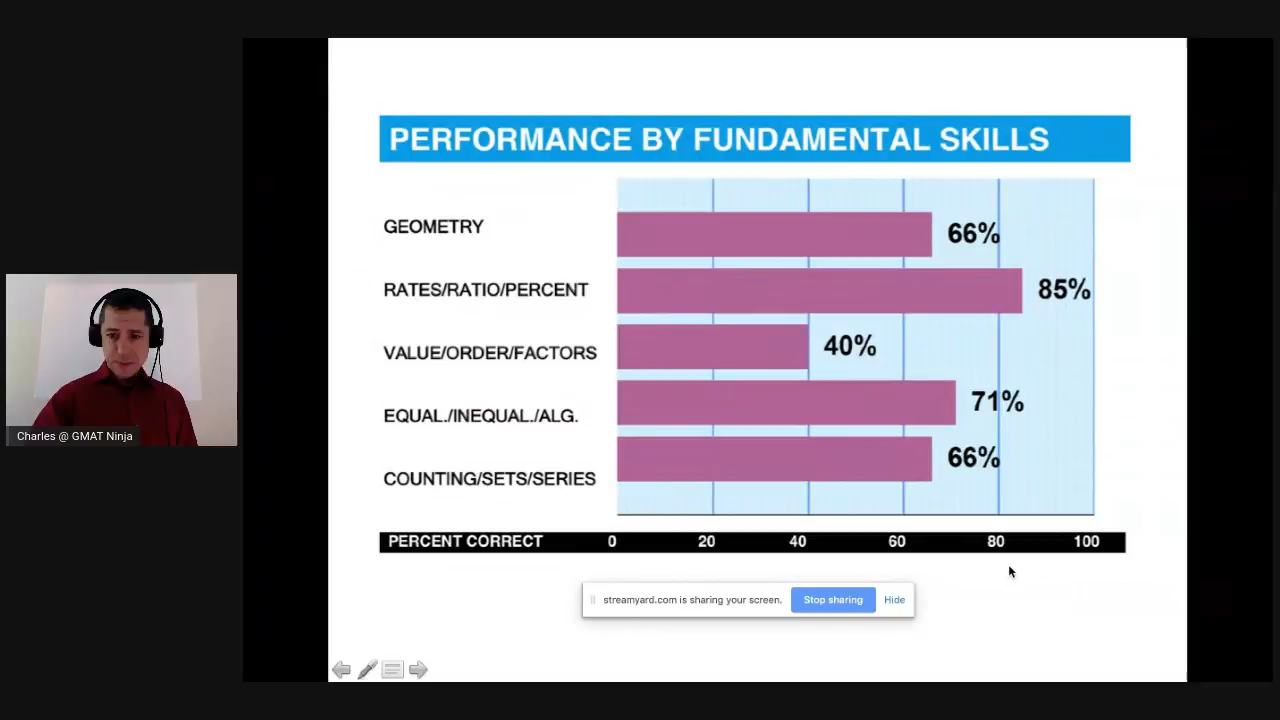 PERFORMANCE BY FUNDAMENTAL SKILLS
GEOMETRY 66%
RATES/RATIO/PERCENT 85%
VALUE/ORDER/FACTORS 40%
EQUAL./INEQUAL./ALG. 71%
COUNTING/SETS/SERIES 66%
PERCENT CORRECT 0 20 40 60 80 100
Charles @ GMAT Ninja
streamyard.com is sharing your screen. Stop sharing Hide